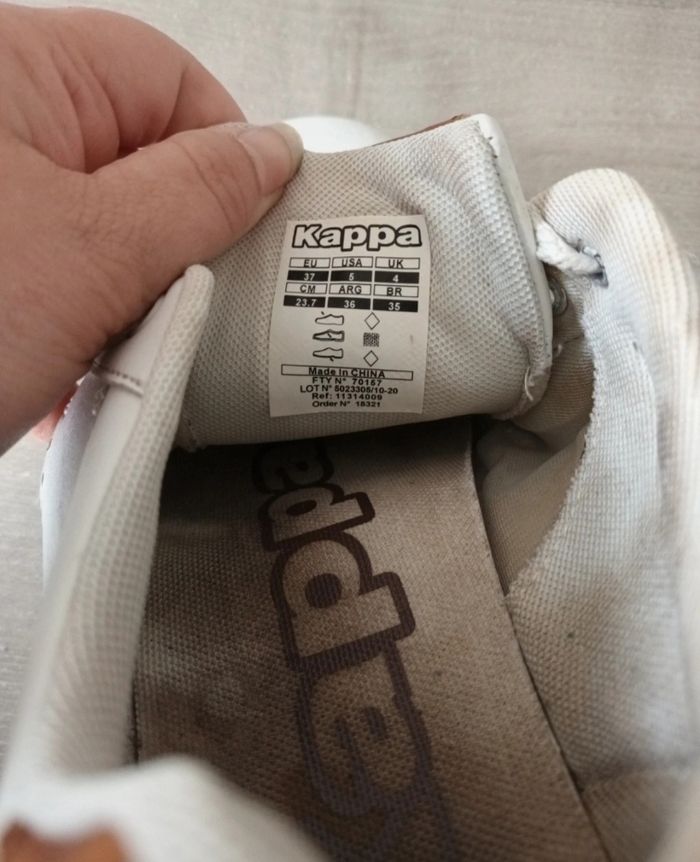 Kappa
EU USA UK
37 5 4
CM ARG BR
23.7 36 35
Made in CHINA
FTY N° 70157
LOT N° 5023305/10-20
Ref: 11314009
Order N° 18321
Kappa